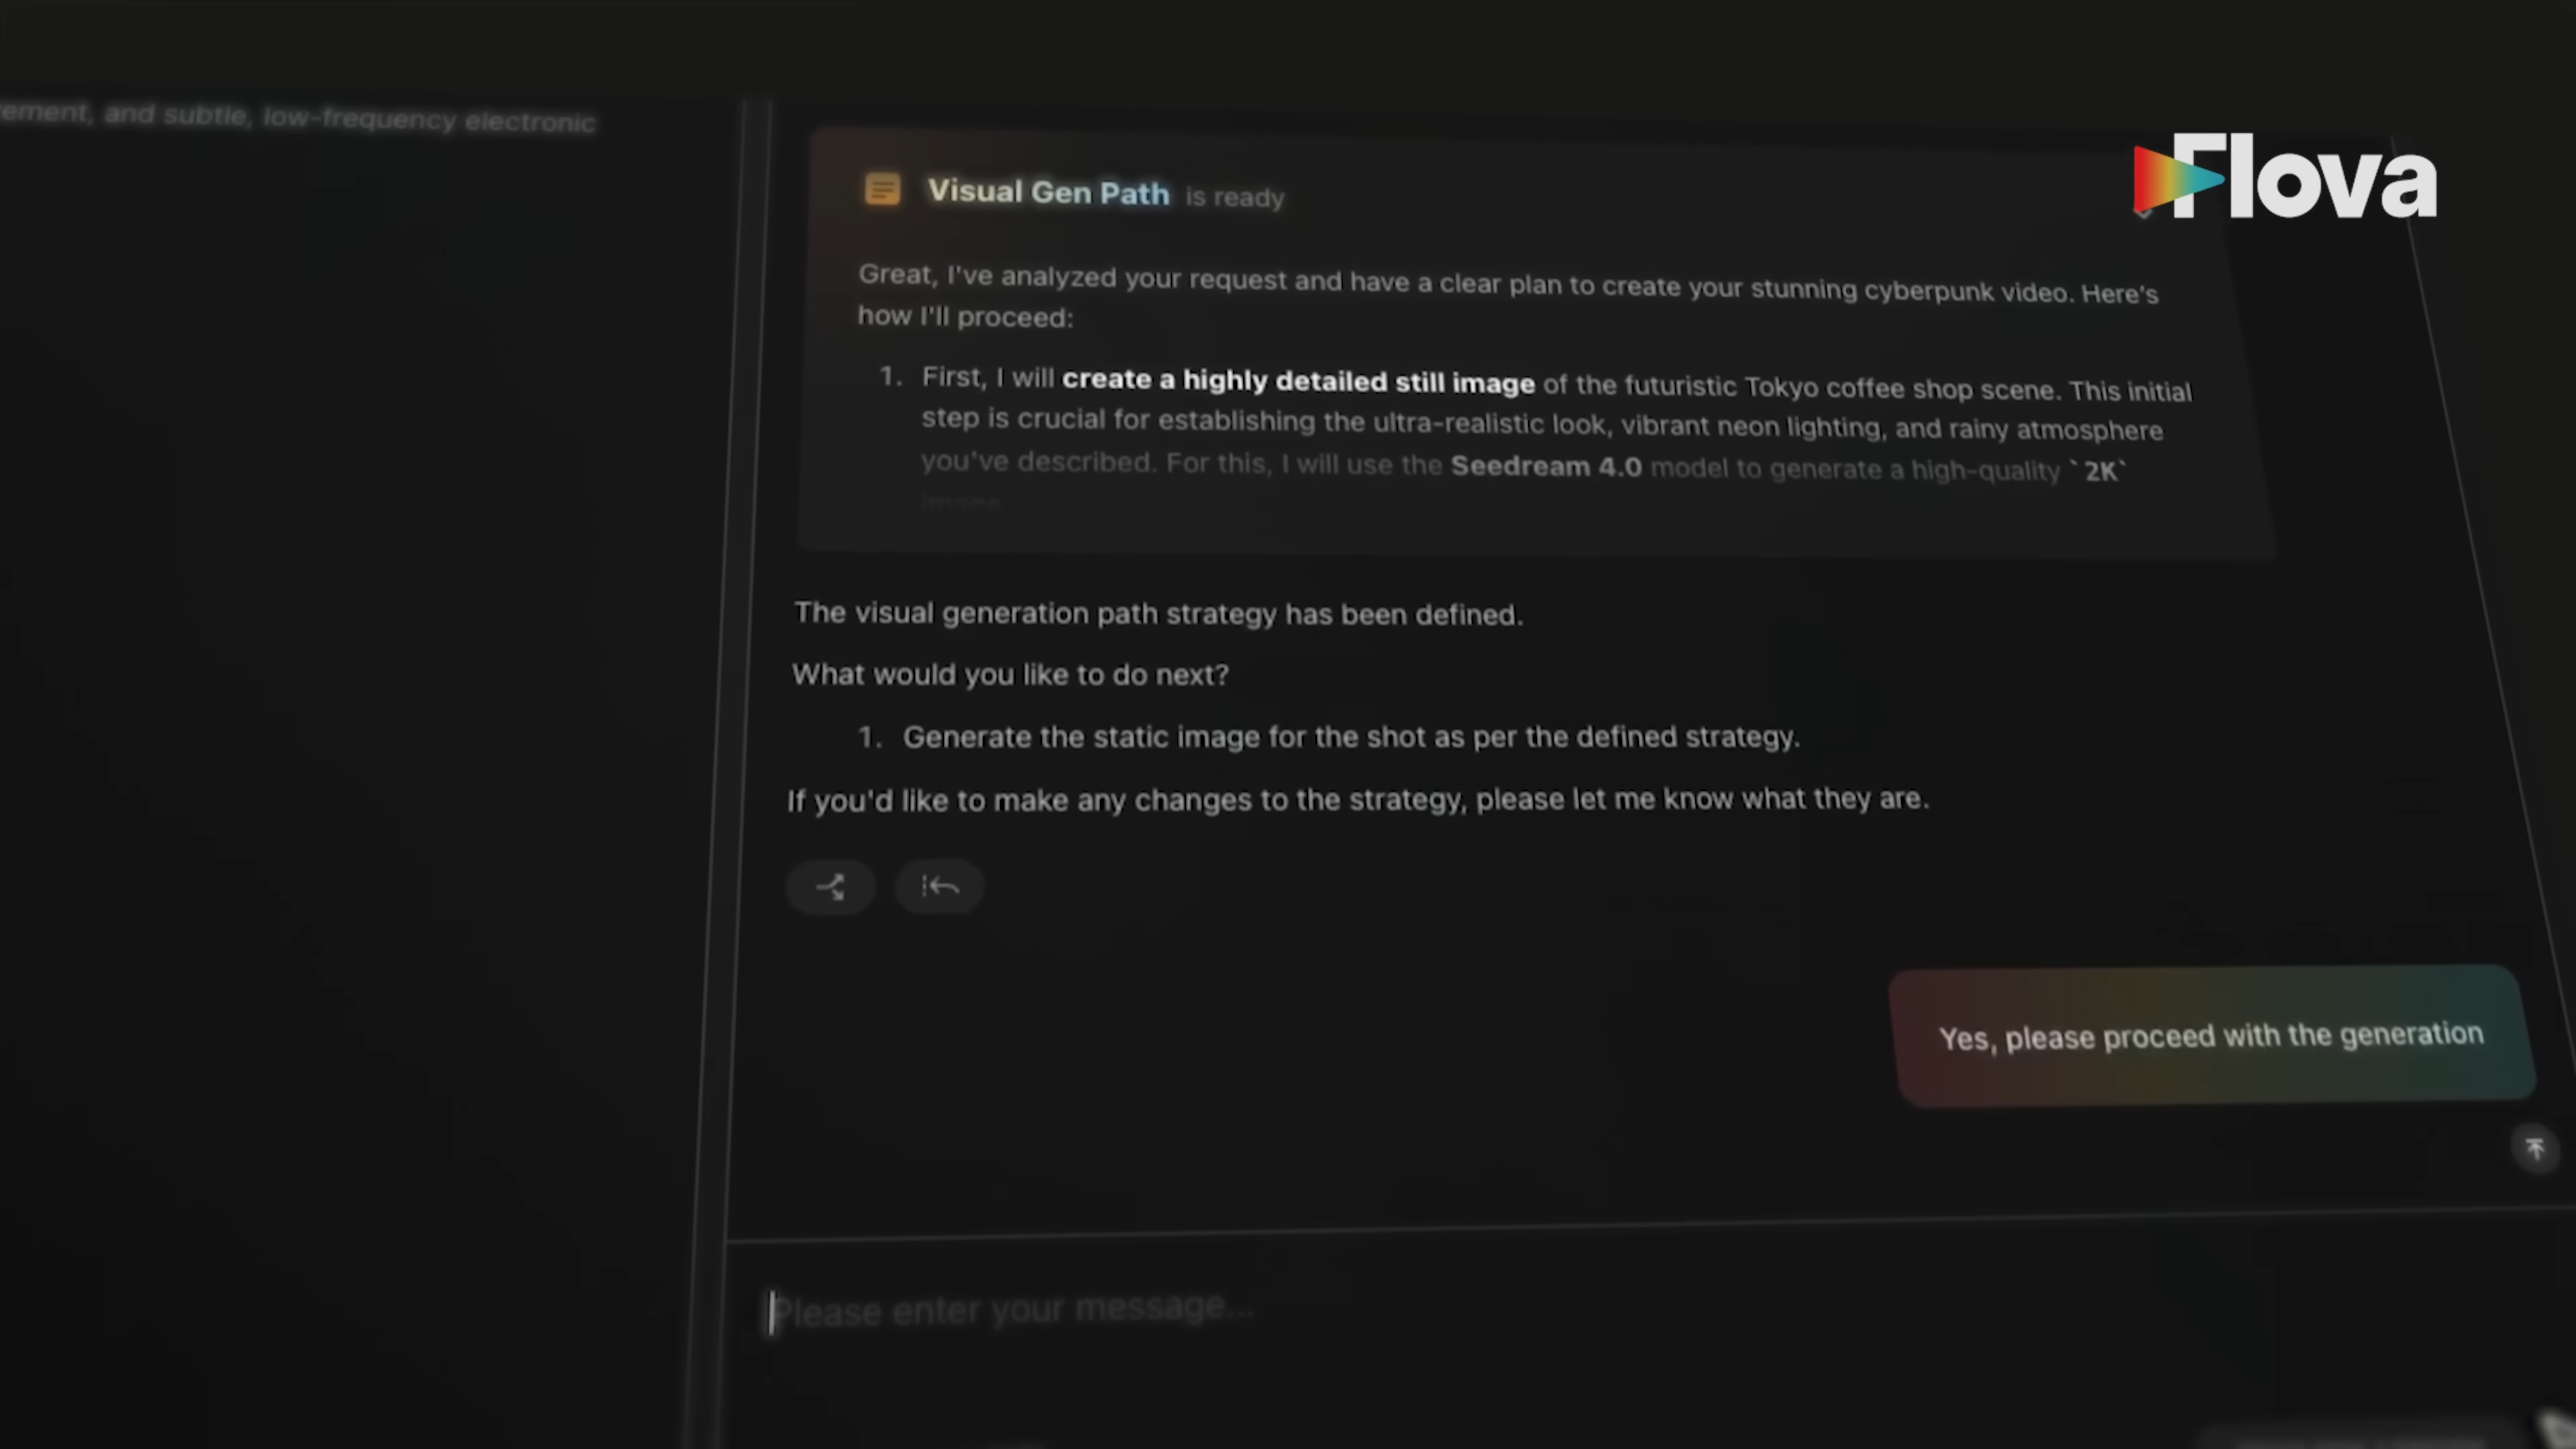 and subtle, low-frequency electronic
Flova
Visual Gen Path is ready
Great, I've analyzed your request and have a clear plan to create your stunning cyberpunk video. Here's
how I'll proceed:
1. First, I will create a highly detailed still image of the futuristic Tokyo coffee shop scene. This initial
step is crucial for establishing the ultra-realistic look, vibrant neon lighting, and rainy atmosphere
you've described. For this, I will use the Seedream 4.0 model to generate a high-quality `2K`
image
The visual generation path strategy has been defined.
What would you like to do next?
1. Generate the static image for the shot as per the defined strategy.
If you'd like to make any changes to the strategy, please let me know what they are.
Yes, please proceed with the generation
Please enter your message...